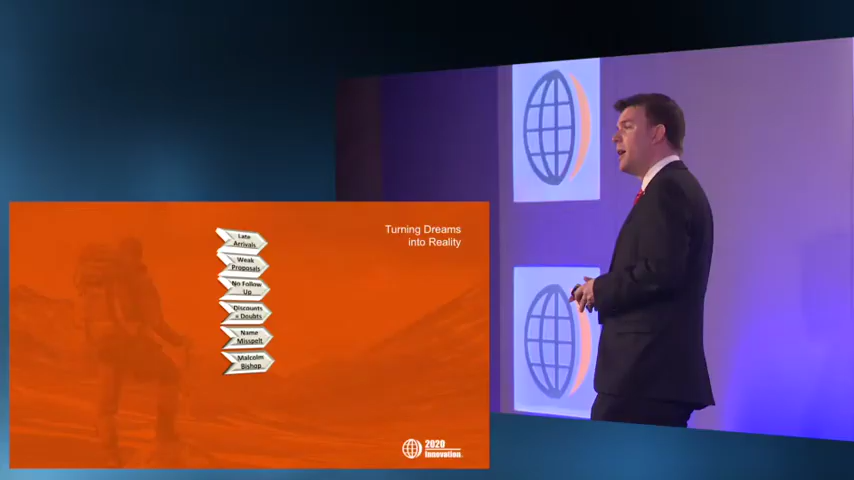 Turning Dreams
into Reality
Late
Arrivals
Weak
Proposals
No Follow
Up
Discounts
= Doubts
Name
Misspelt
Malcolm
Bishop
2020
Innovation